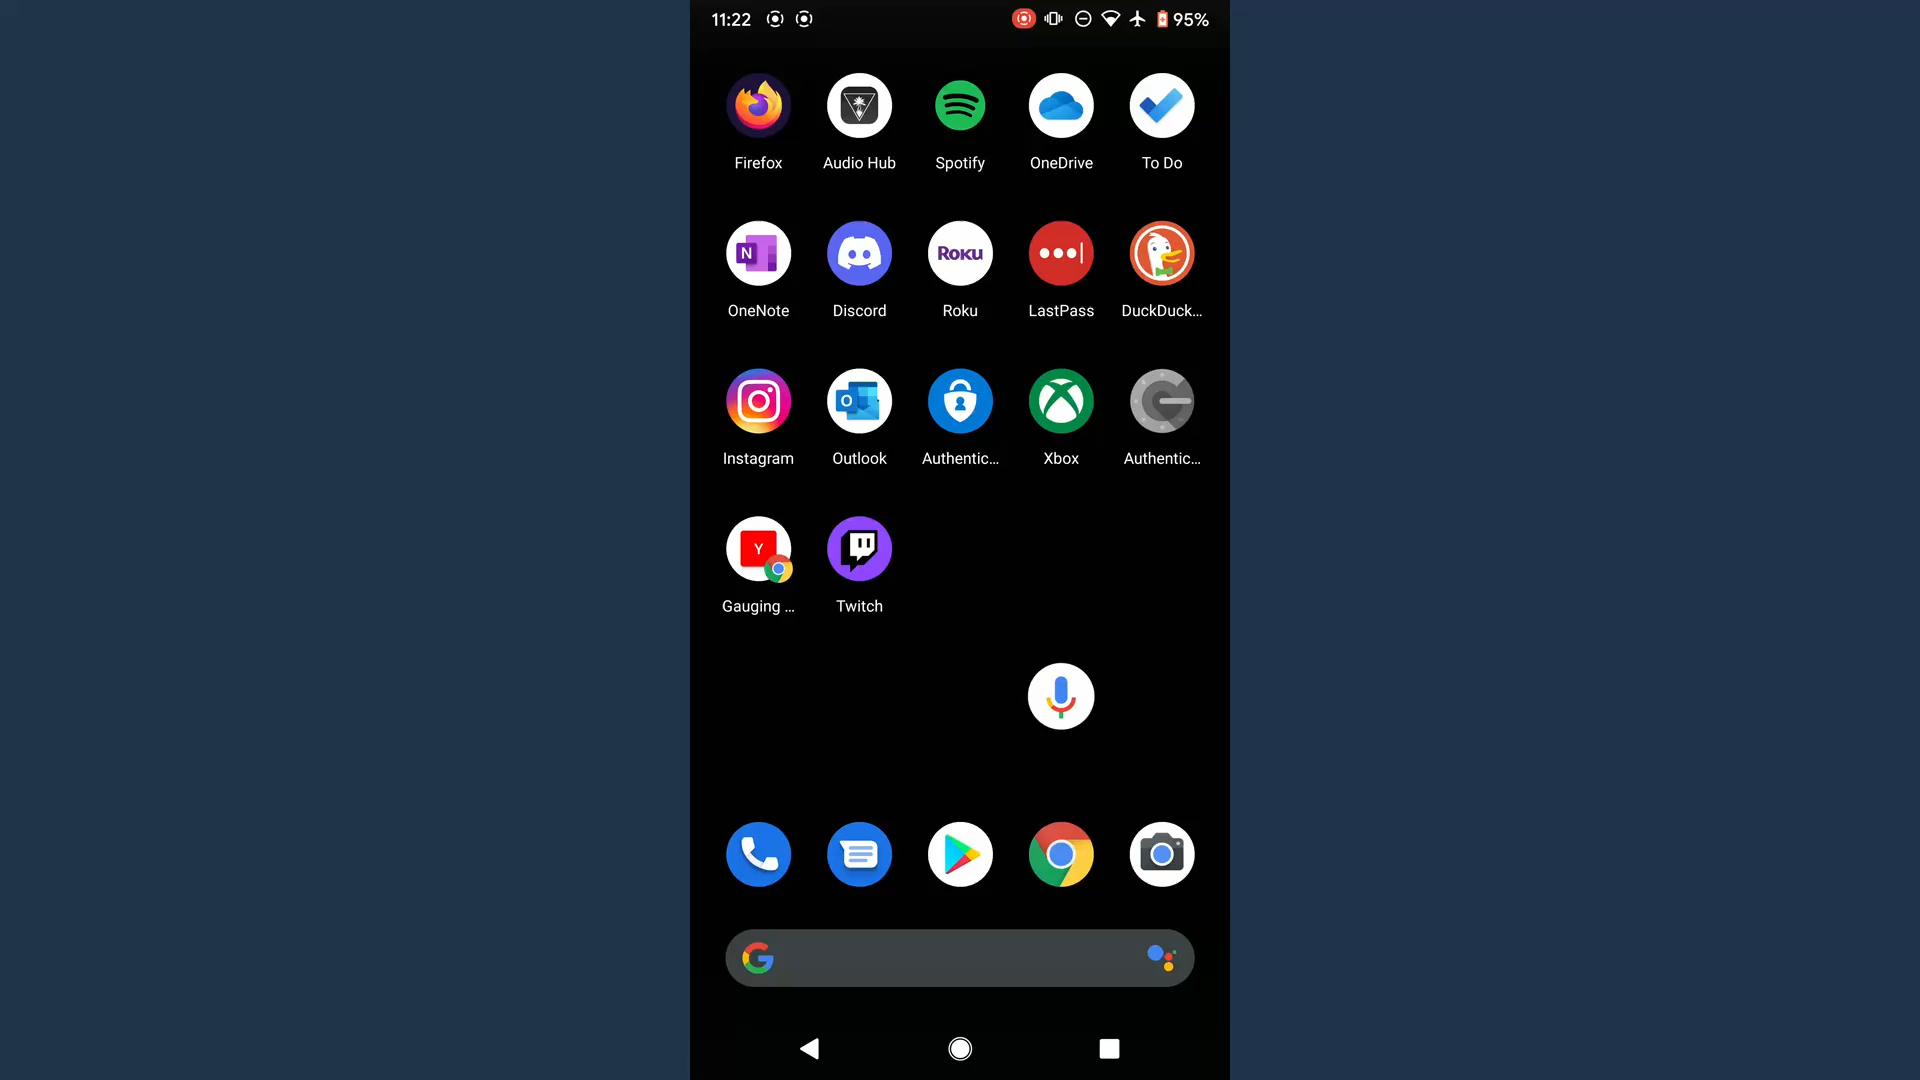 11:22 95%
Firefox Audio Hub Spotify OneDrive To Do
N Roku
OneNote Discord Roku LastPass DuckDuck...
O
Instagram Outlook Authentic... Xbox Authentic...
Y
Gauging ... Twitch
G